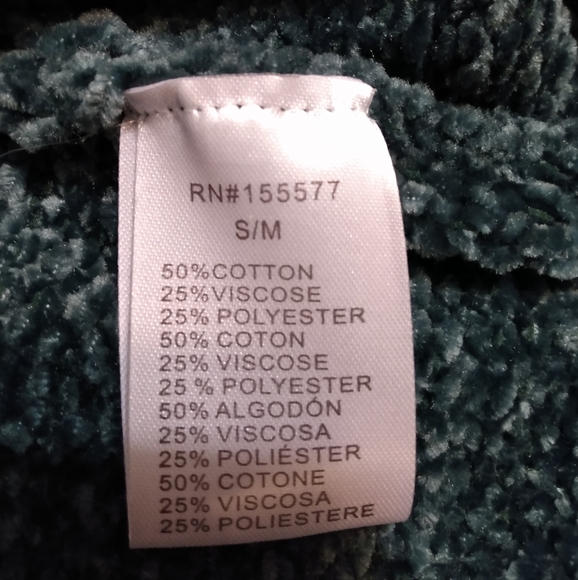 RN#155577
S/M
50%COTTON
25%VISCOSE
25% POLYESTER
50% COTON
25% VISCOSE
25 % POLYESTER
50% ALGODÓN
25% VISCOSA
25% POLIÉSTER
50% COTONE
25% VISCOSA
25% POLIESTERE